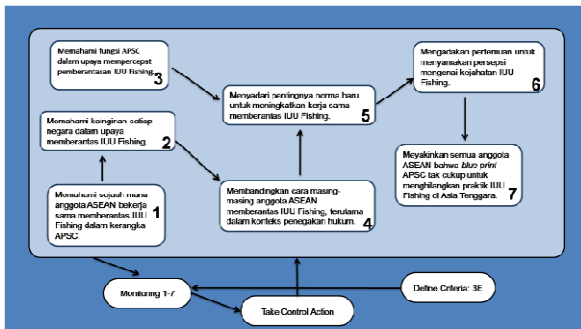 Memahami fungsi APSC
dalam upaya mempercepat
pemberantasan IUU Fishing.
3
Mengadakan pertemuan untuk
menyamakan persepsi
mengenai kejahatan IUU
Fishing.
6
Menyadari pentingnya norma baru
untuk meningkatkan kerja sama
memberantas IUU Fishing.
5
Memahami keinginan setiap
negara dalam upaya
memberantas IUU Fishing.
2
Meyakinkan semua anggota
ASEAN bahwa blue print
APSC tak cukup untuk
menghilangkan praktik IUU
Fishing di Asia Tenggara.
7
Memahami sejauh mana
anggota ASEAN bekerja
sama memberantas IUU
Fishing dalam kerangka
APSC.
1
Membandingkan cara masing-
masing anggota ASEAN
memberantas IUU Fishing, terutama
dalam konteks penegakan hukum.
4
Monitoring 1-7
Define Criteria: 3E
Take Control Action